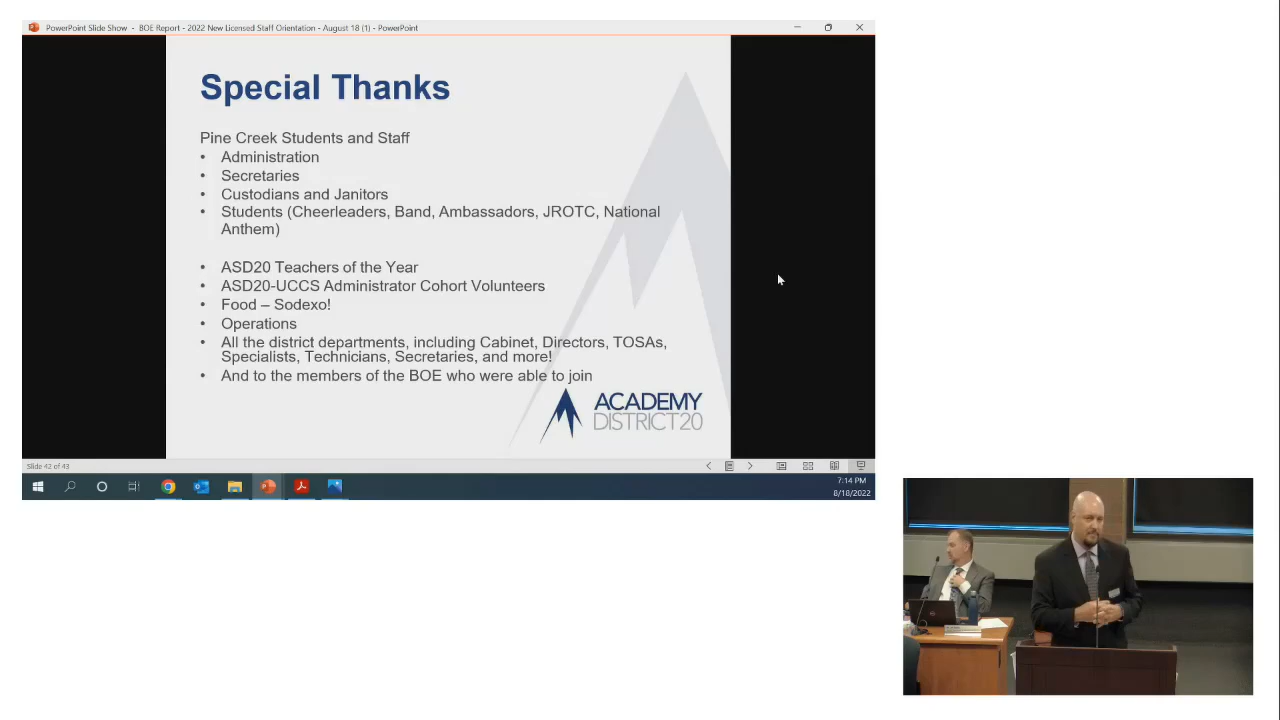 PowerPoint Slide Show - BOE Report - 2022 New Licensed Staff Orientation - August 18 (1) - PowerPoint
Special Thanks
Pine Creek Students and Staff
• Administration
• Secretaries
• Custodians and Janitors
• Students (Cheerleaders, Band, Ambassadors, JROTC, National
Anthem)
• ASD20 Teachers of the Year
• ASD20-UCCS Administrator Cohort Volunteers
• Food – Sodexo!
• Operations
• All the district departments, including Cabinet, Directors, TOSAs,
Specialists, Technicians, Secretaries, and more!
• And to the members of the BOE who were able to join
ACADEMY
DISTRICT20
Slide 42 of 43
7:14 PM
8/18/2022